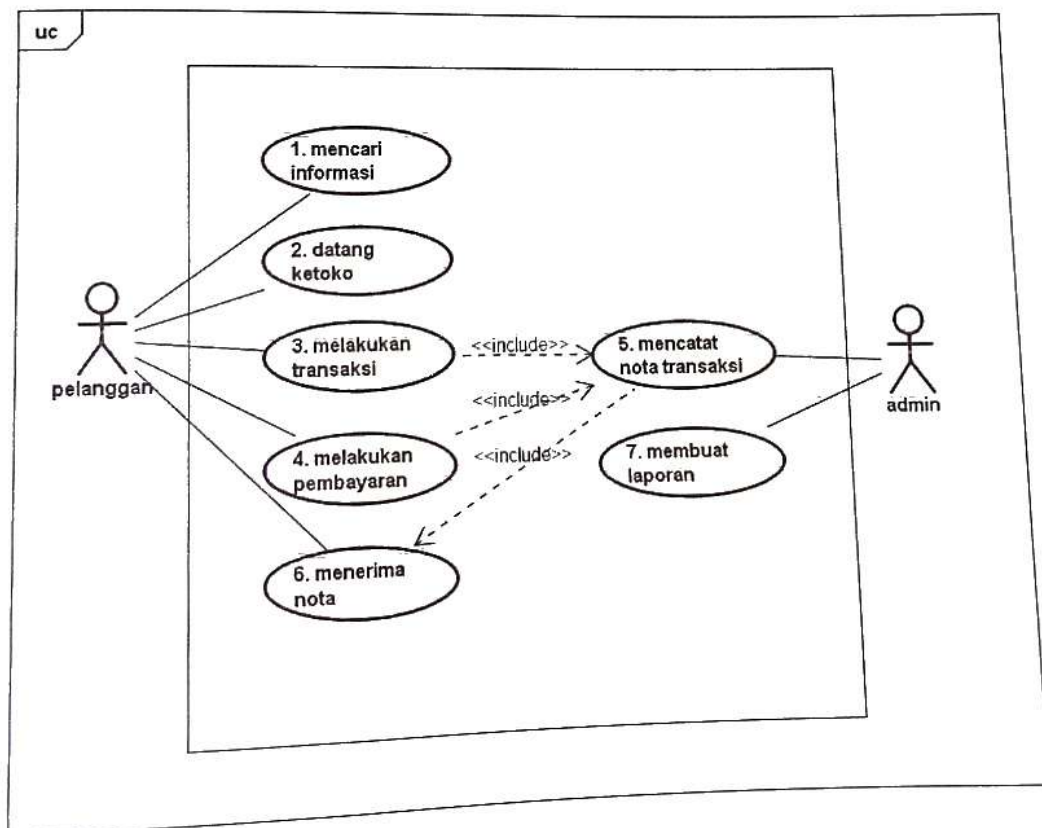 uc
1. mencari
informasi
2. datang
ketoko
3. melakukan
transaksi
<<include>>
5. mencatat
nota transaksi
pelanggan
admin
<<include>>
4. melakukan
pembayaran
<<include>>
7. membuat
laporan
6. menerima
nota